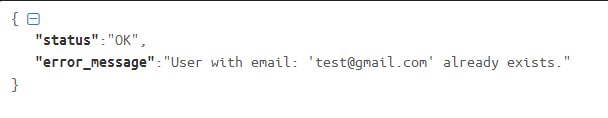 {
"status":"OK",
"error_message":"User with email: 'test@gmail.com' already exists."
}